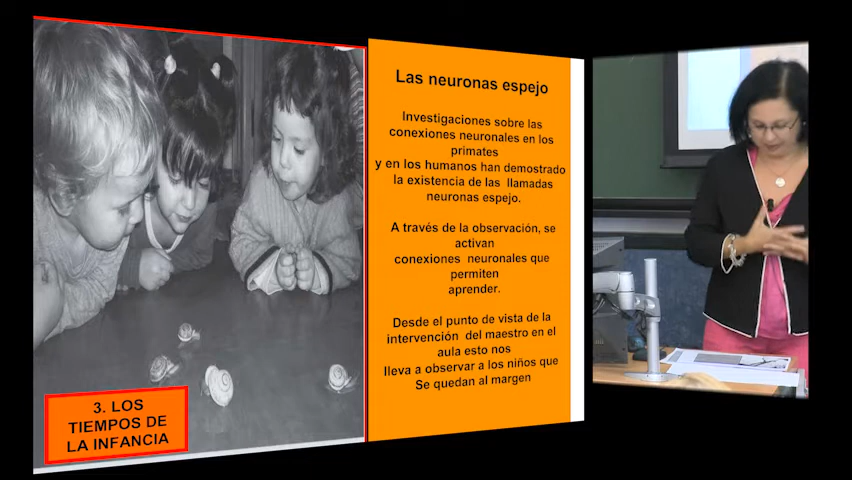 3. LOS
TIEMPOS DE
LA INFANCIA
Las neuronas espejo
Investigaciones sobre las
conexiones neuronales en los
primates
y en los humanos han demostrado
la existencia de las llamadas
neuronas espejo.
A través de la observación, se
activan
conexiones neuronales que
permiten
aprender.
Desde el punto de vista de la
intervención del maestro en el
aula esto nos
lleva a observar a los niños que
Se quedan al margen